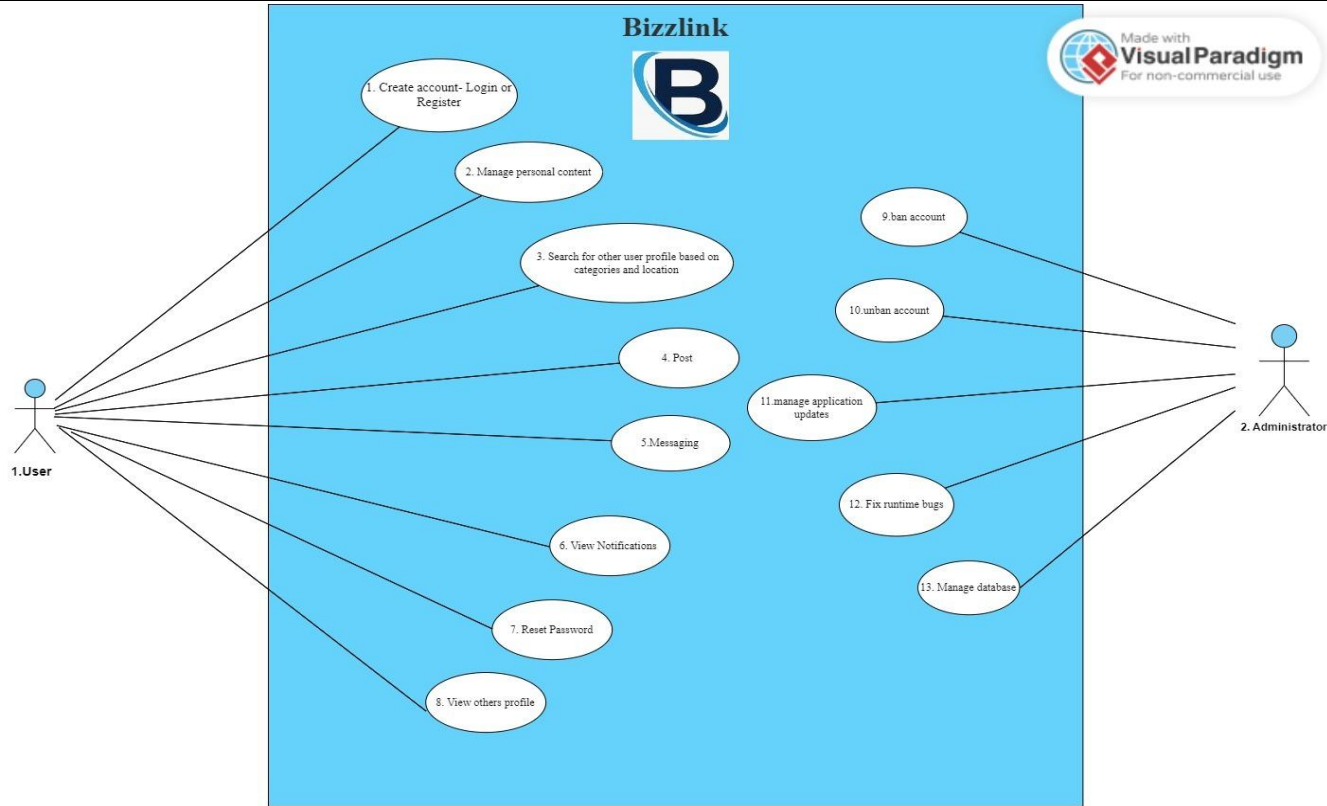 Bizzlink
B
Made with
Visual Paradigm
For non-commercial use
1. Create account- Login or
Register
2. Manage personal content
3. Search for other user profile based on
categories and location
4. Post
5.Messaging
6. View Notifications
7. Reset Password
8. View others profile
1.User
9.ban account
10.unban account
11.manage application
updates
12. Fix runtime bugs
13. Manage database
2. Administrator